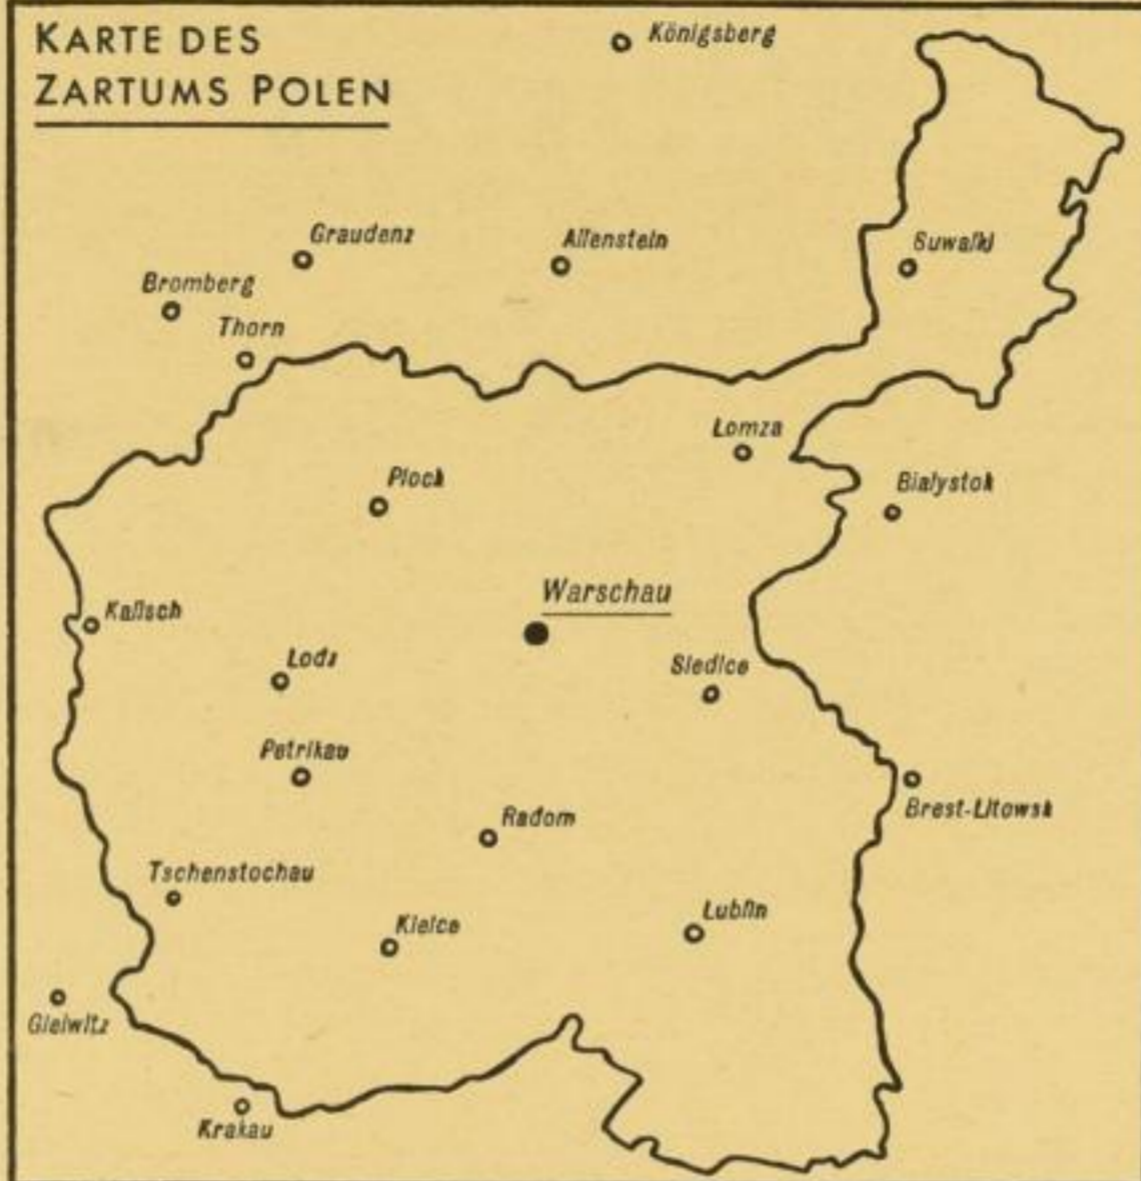 KARTE DES
ZARTUMS POLEN
Königsberg
Graudenz
Allenstein
Suwalki
Bromberg
Thorn
Lomza
Plock
Bialystok
Warschau
Kalisch
Lodz
Siedlce
Petrikau
Brest-Litowsk
Radom
Tschenstochau
Kielce
Lublin
Gleiwitz
Krakau